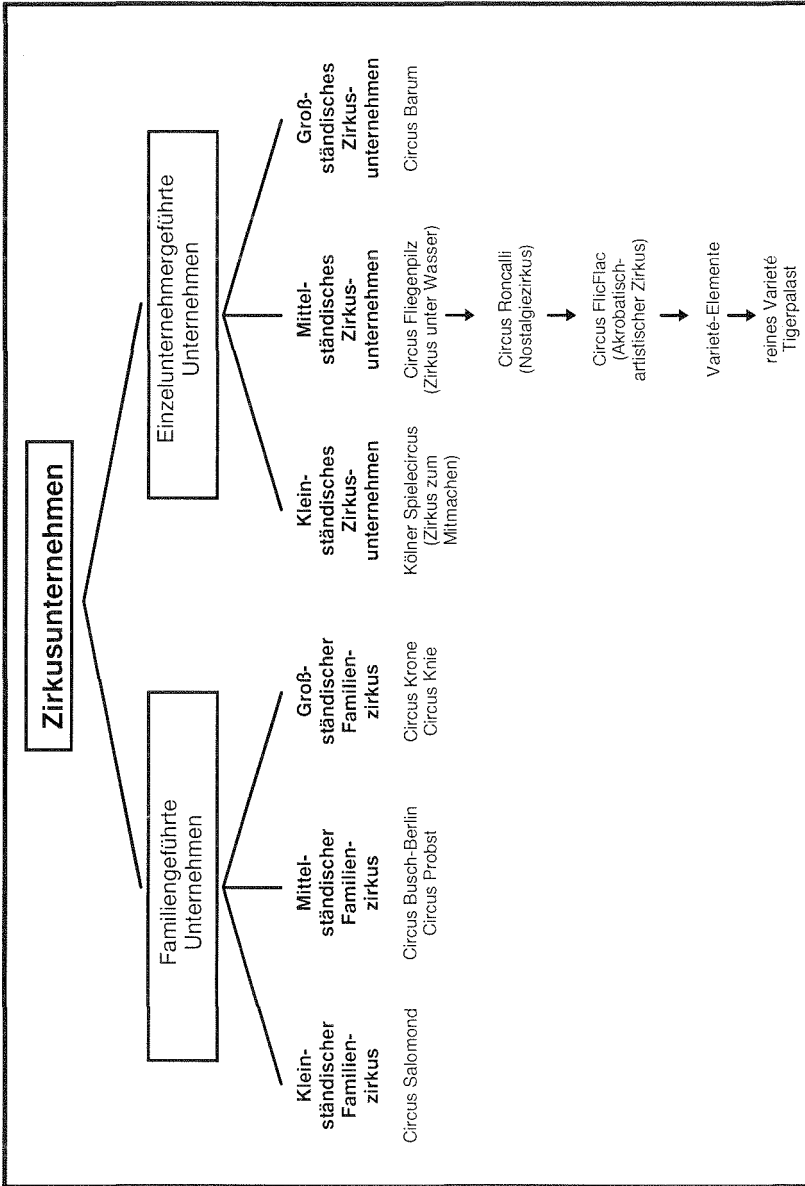 Zirkusunternehmen
Familiengeführte
Unternehmen
Klein-
ständischer
Familien-
zirkus
Circus Salomond
Mittel-
ständischer
Familien-
zirkus
Circus Busch-Berlin
Circus Probst
Groß-
ständischer
Familien-
zirkus
Circus Krone
Circus Knie
Einzelunternehmergeführte
Unternehmen
Klein-
ständisches
Zirkus-
unternehmen
Kölner Spielecircus
(Zirkus zum
Mitmachen)
Mittel-
ständisches
Zirkus-
unternehmen
Circus Fliegenpilz
(Zirkus unter Wasser)
Circus Roncalli
(Nostalgiezirkus)
Circus FlicFlac
(Akrobatisch-
artistischer Zirkus)
Varieté-Elemente
reines Varieté
Tigerpalast
Groß-
ständisches
Zirkus-
unternehmen
Circus Barum